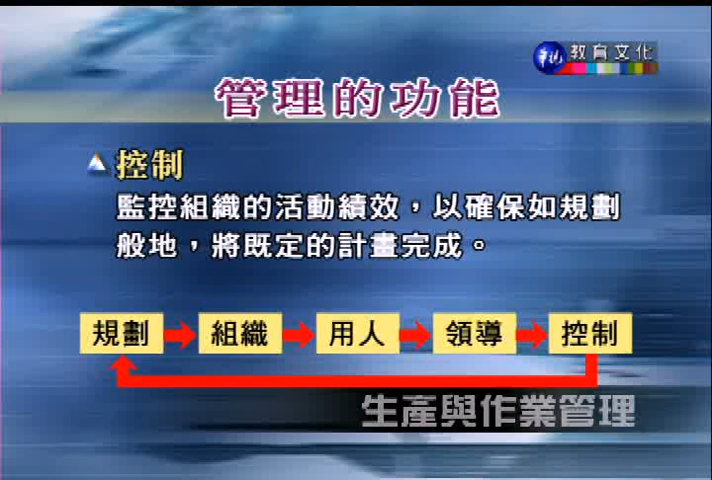 華視 教育文化
管理的功能
控制
監控組織的活動績效，以確保如規劃
般地，將既定的計畫完成。
規劃 組織 用人 領導 控制
生產與作業管理